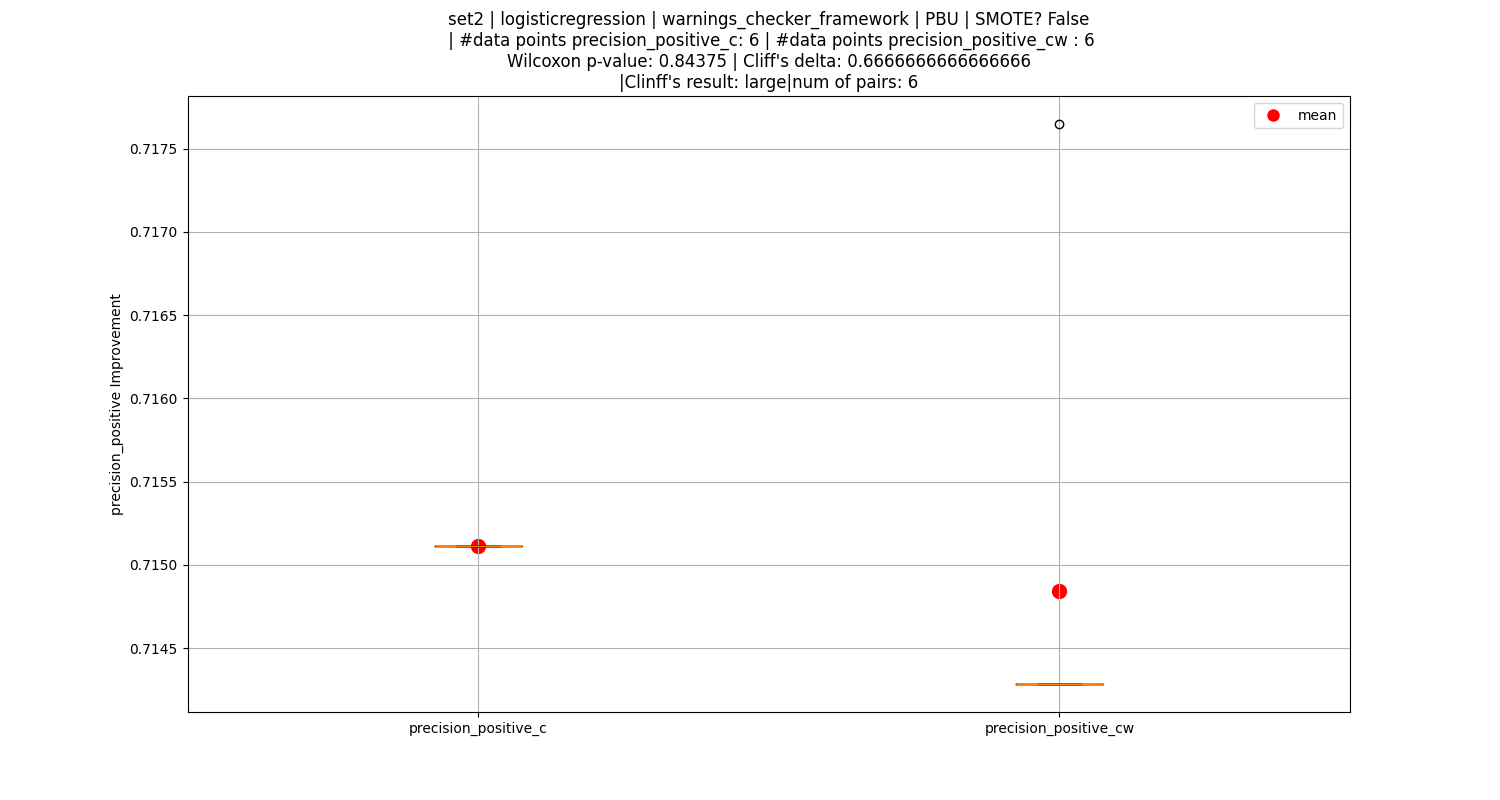 set2 | logisticregression | warnings_checker_framework | PBU | SMOTE? False
| #data points precision_positive_c: 6 | #data points precision_positive_cw : 6
Wilcoxon p-value: 0.84375 | Cliff's delta: 0.6666666666666666
|Clinff's result: large|num of pairs: 6
mean
0.7175
0.7170
0.7165
0.7160
0.7155
0.7150
0.7145
precision_positive Improvement
precision_positive_c
precision_positive_cw